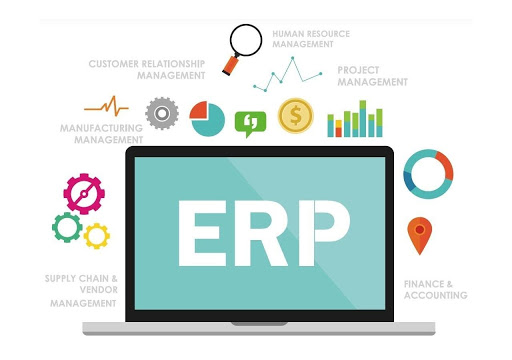 HUMAN RESOURCE
MANAGEMENT
CUSTOMER RELATIONSHIP
MANAGEMENT
PROJECT
MANAGEMENT
$
MANUFACTURING
MANAGEMENT
ERP
SUPPLY CHAIN &
VENDOR
MANAGEMENT
FINANCE &
ACCOUNTING